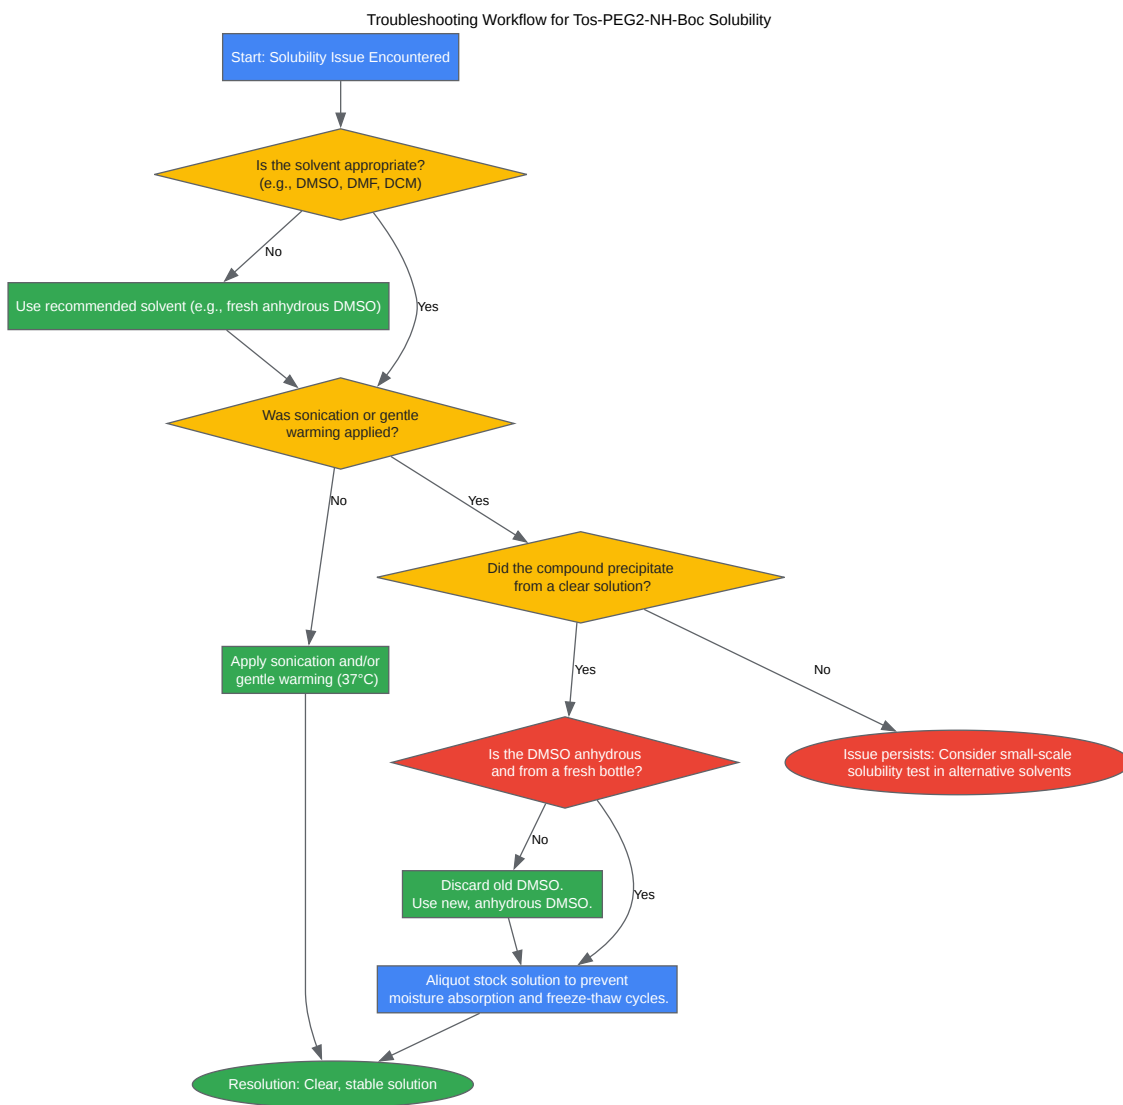 Troubleshooting Workflow for Tos-PEG2-NH-Boc Solubility
Start: Solubility Issue Encountered
Is the solvent appropriate?
(e.g., DMSO, DMF, DCM)
No
Use recommended solvent (e.g., fresh anhydrous DMSO)
Yes
Was sonication or gentle
warming applied?
No
Yes
Did the compound precipitate
from a clear solution?
Apply sonication and/or
gentle warming (37°C)
Yes
No
Is the DMSO anhydrous
and from a fresh bottle?
Issue persists: Consider small-scale
solubility test in alternative solvents
No
Discard old DMSO.
Use new, anhydrous DMSO.
Yes
Aliquot stock solution to prevent
moisture absorption and freeze-thaw cycles.
Resolution: Clear, stable solution